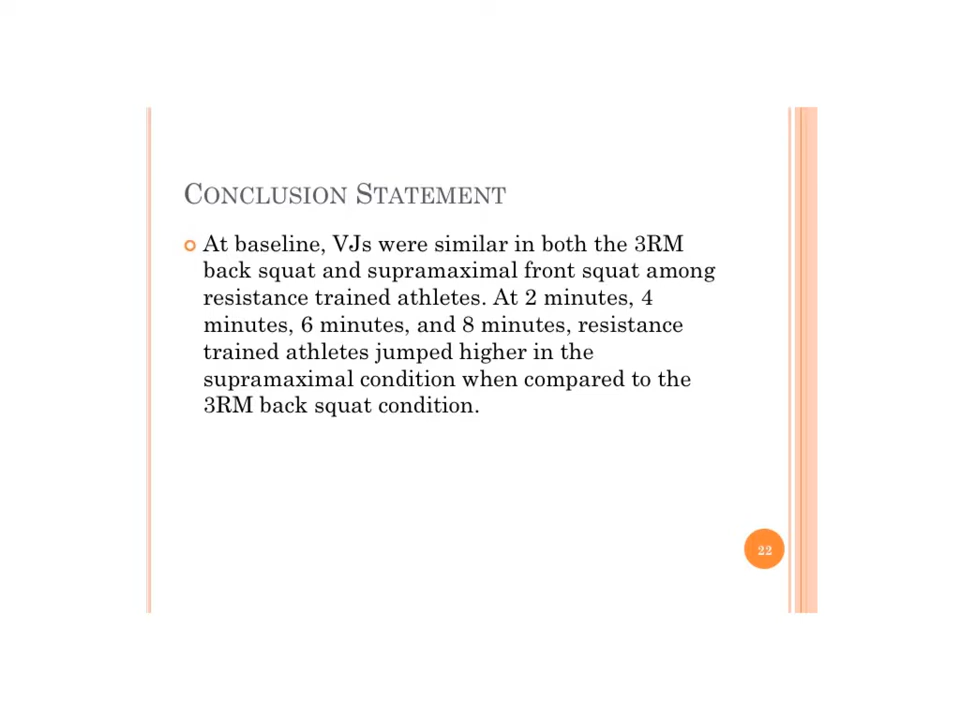 CONCLUSION STATEMENT
At baseline, VJs were similar in both the 3RM
back squat and supramaximal front squat among
resistance trained athletes. At 2 minutes, 4
minutes, 6 minutes, and 8 minutes, resistance
trained athletes jumped higher in the
supramaximal condition when compared to the
3RM back squat condition.
22